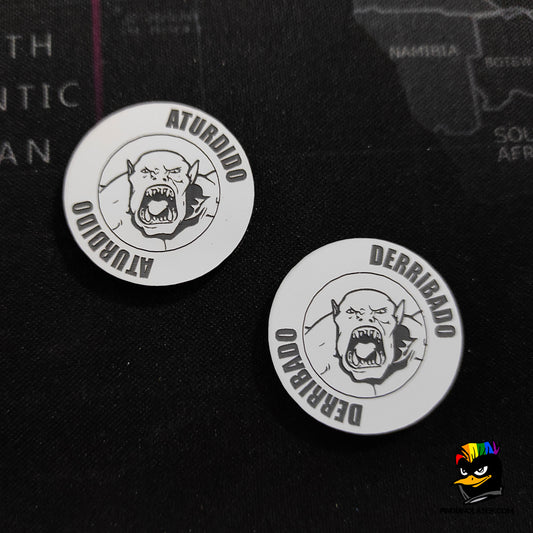 TH
NTIC
AN
NAMIBIA
BOTSW
SOU
AFR
ATURDIDO
ATURDIDO
DERRIBADO
DERRIBADO